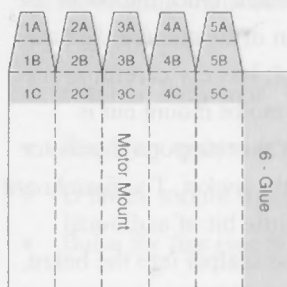 1A 2A 3A 4A 5A
1B 2B 3B 4B 5B
1C 2C 3C 4C 5C
Motor Mount
6 - Glue